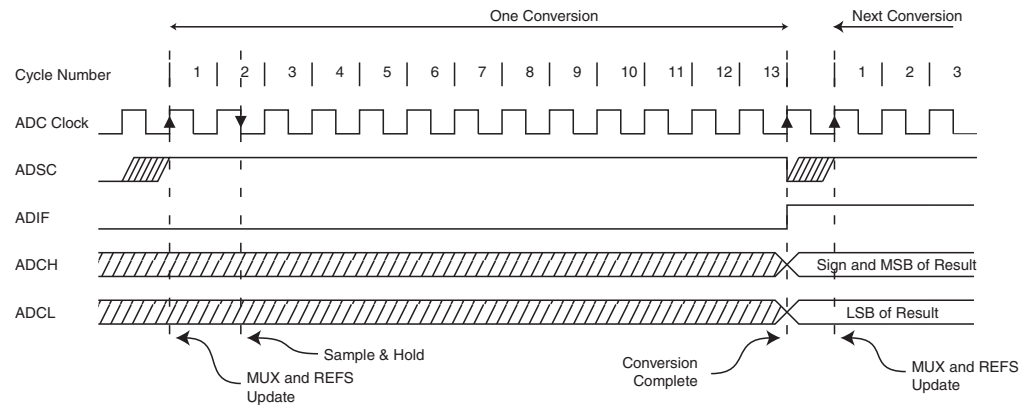 One Conversion
Next Conversion
Cycle Number
1 2 3 4 5 6 7 8 9 10 11 12 13 1 2 3
ADC Clock
ADSC
ADIF
ADCH
Sign and MSB of Result
ADCL
LSB of Result
Sample & Hold
MUX and REFS
Update
Conversion
Complete
MUX and REFS
Update